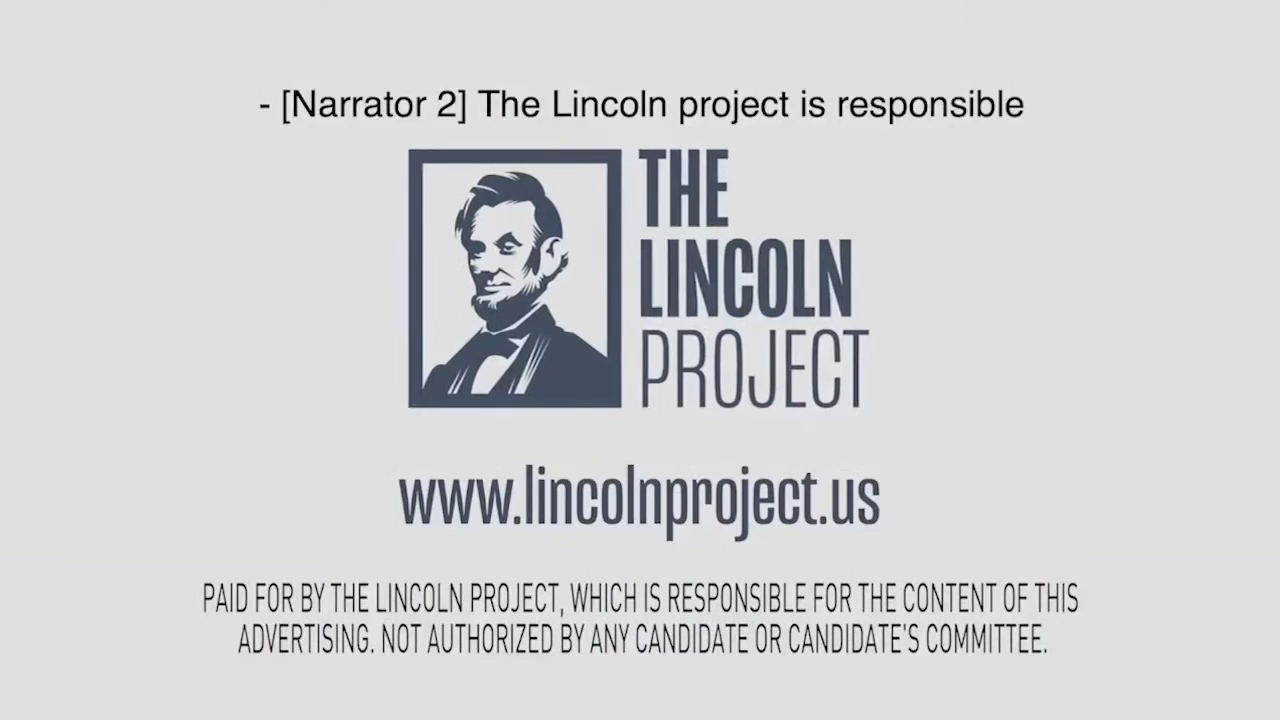 - [Narrator 2] The Lincoln project is responsible
THE
LINCOLN
PROJECT
www.lincolnproject.us
PAID FOR BY THE LINCOLN PROJECT, WHICH IS RESPONSIBLE FOR THE CONTENT OF THIS
ADVERTISING. NOT AUTHORIZED BY ANY CANDIDATE OR CANDIDATE'S COMMITTEE.